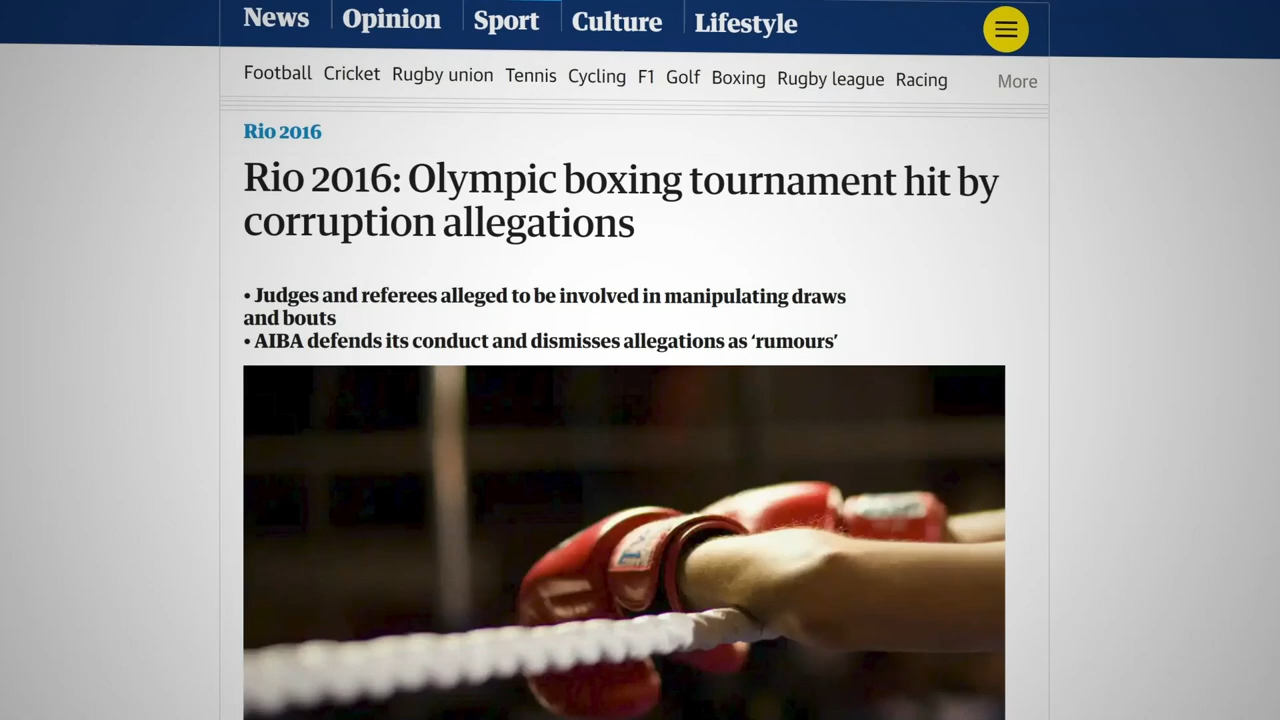 News Opinion Sport Culture Lifestyle
Football Cricket Rugby union Tennis Cycling F1 Golf Boxing Rugby league Racing More
Rio 2016
Rio 2016: Olympic boxing tournament hit by
corruption allegations
• Judges and referees alleged to be involved in manipulating draws
and bouts
• AIBA defends its conduct and dismisses allegations as ‘rumours’